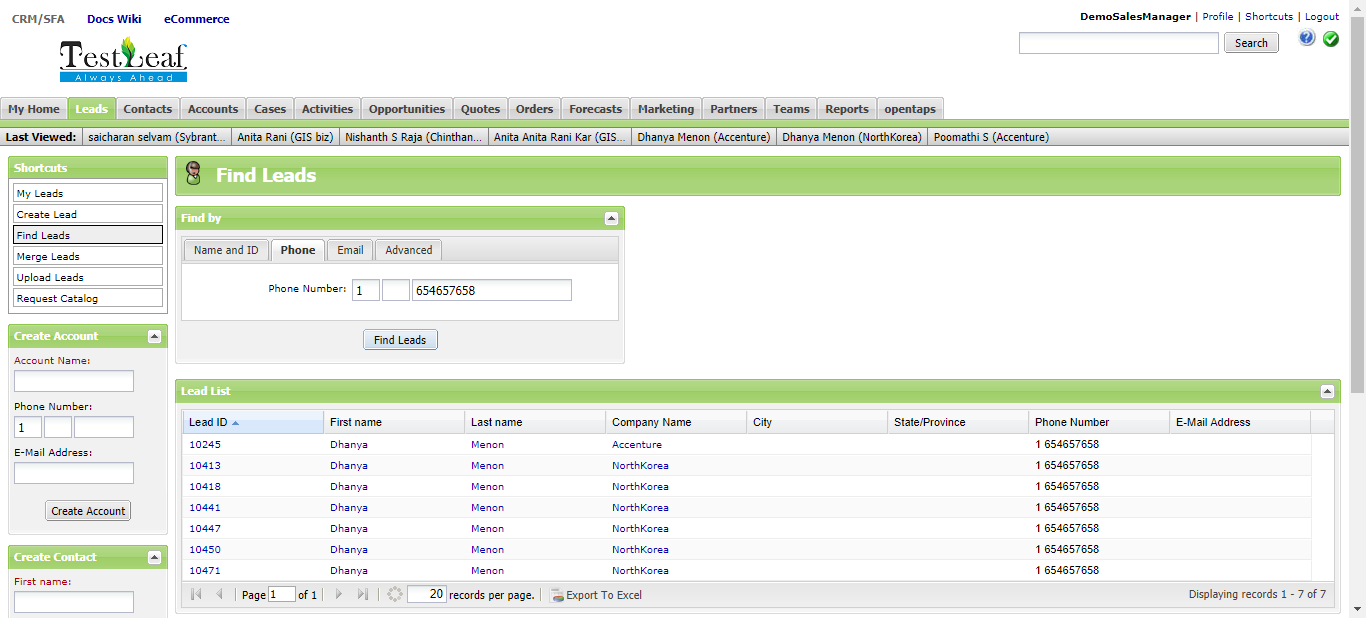 CRM/SFA Docs Wiki eCommerce
DemoSalesManager | Profile | Shortcuts | Logout
TestLeaf
Always Ahead
Search
?
My Home Leads Contacts Accounts Cases Activities Opportunities Quotes Orders Forecasts Marketing Partners Teams Reports opentaps
Last Viewed: saicharan selvam (Sybrant... Anita Rani (GIS biz) Nishanth S Raja (Chinthan... Anita Anita Rani Kar (GIS... Dhanya Menon (Accenture) Dhanya Menon (NorthKorea) Poomathi S (Accenture)
Shortcuts
My Leads
Create Lead
Find Leads
Merge Leads
Upload Leads
Request Catalog
Create Account
Account Name:
Phone Number:
1
E-Mail Address:
Create Account
Create Contact
First name:
Find Leads
Find by
Name and ID Phone Email Advanced
Phone Number: 1 654657658
Find Leads
Lead List
Lead ID First name Last name Company Name City State/Province Phone Number E-Mail Address
10245 Dhanya Menon Accenture 1 654657658
10413 Dhanya Menon NorthKorea 1 654657658
10418 Dhanya Menon NorthKorea 1 654657658
10441 Dhanya Menon NorthKorea 1 654657658
10447 Dhanya Menon NorthKorea 1 654657658
10450 Dhanya Menon NorthKorea 1 654657658
10471 Dhanya Menon NorthKorea 1 654657658
Page 1 of 1 20 records per page. Export To Excel Displaying records 1 - 7 of 7